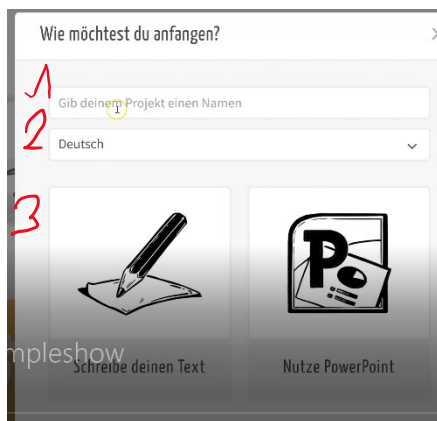 Wie möchtest du anfangen?
1
Gib deinem Projekt einen Namen
2
Deutsch
3
P
mpleshow
Schreibe deinen Text
Nutze PowerPoint